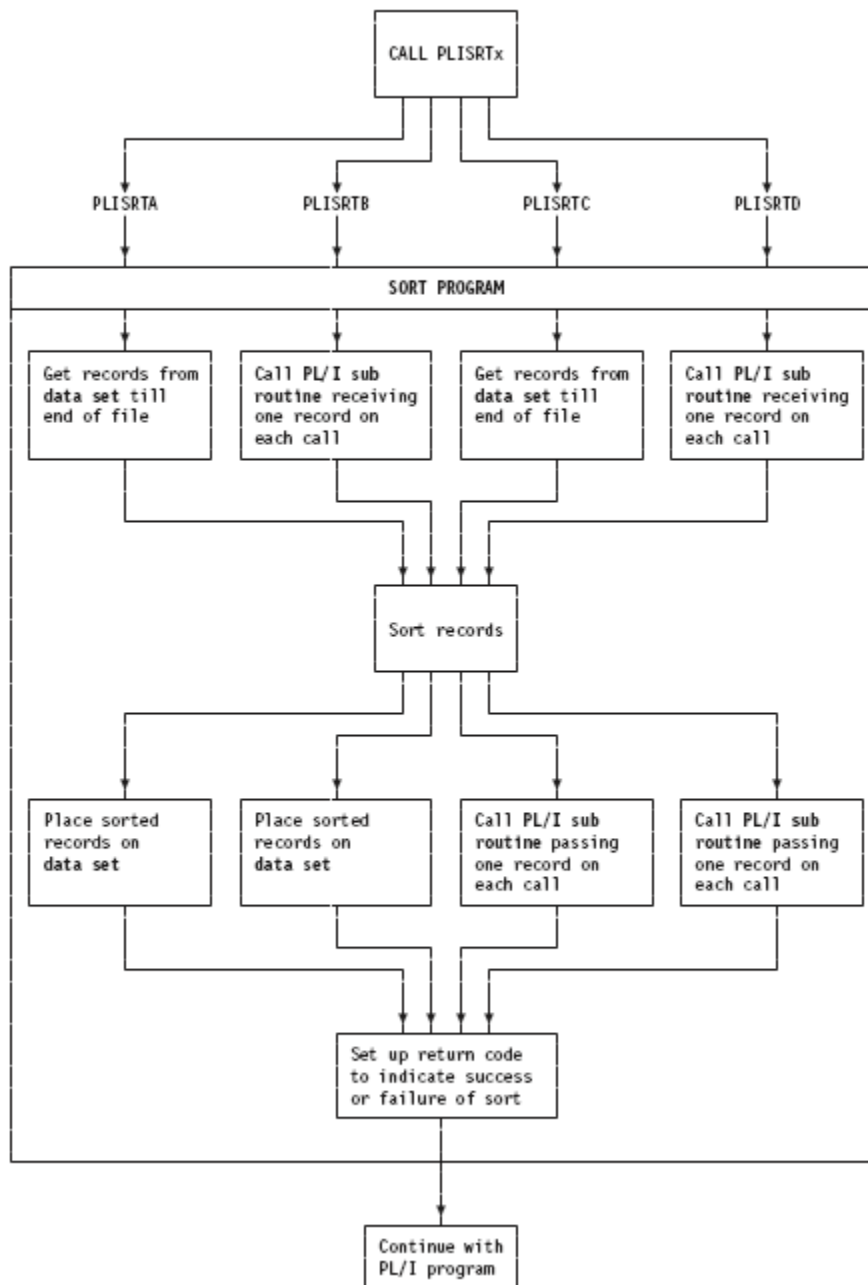 CALL PLISRTx
PLISRTA
PLISRTB
PLISRTC
PLISRTD
SORT PROGRAM
Get records from
data set till
end of file
Call PL/I sub
routine receiving
one record on
each call
Get records from
data set till
end of file
Call PL/I sub
routine receiving
one record on
each call
Sort records
Place sorted
records on
data set
Place sorted
records on
data set
Call PL/I sub
routine passing
one record on
each call
Call PL/I sub
routine passing
one record on
each call
Set up return code
to indicate success
or failure of sort
Continue with
PL/I program